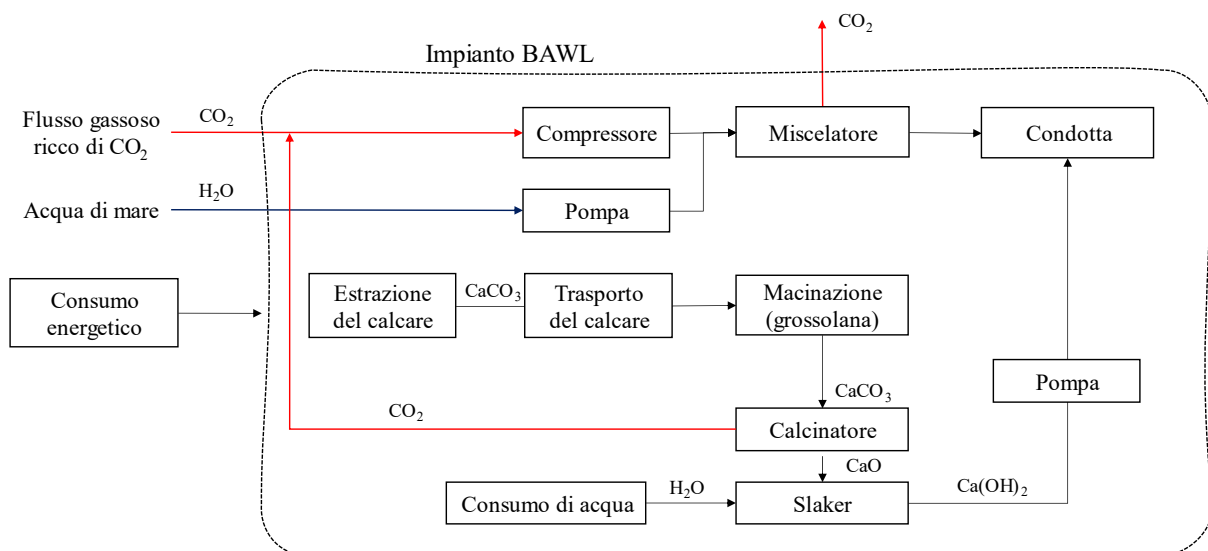 CO₂
Impianto BAWL
Flusso gassoso
ricco di CO₂
CO₂
Compressore
Miscelatore
Condotta
Acqua di mare
H₂O
Pompa
Consumo
energetico
Estrazione
del calcare
CaCO₃
Trasporto
del calcare
Macinazione
(grossolana)
Pompa
CaCO₃
CO₂
Calcinatore
CaO
Consumo di acqua
H₂O
Slaker
Ca(OH)₂